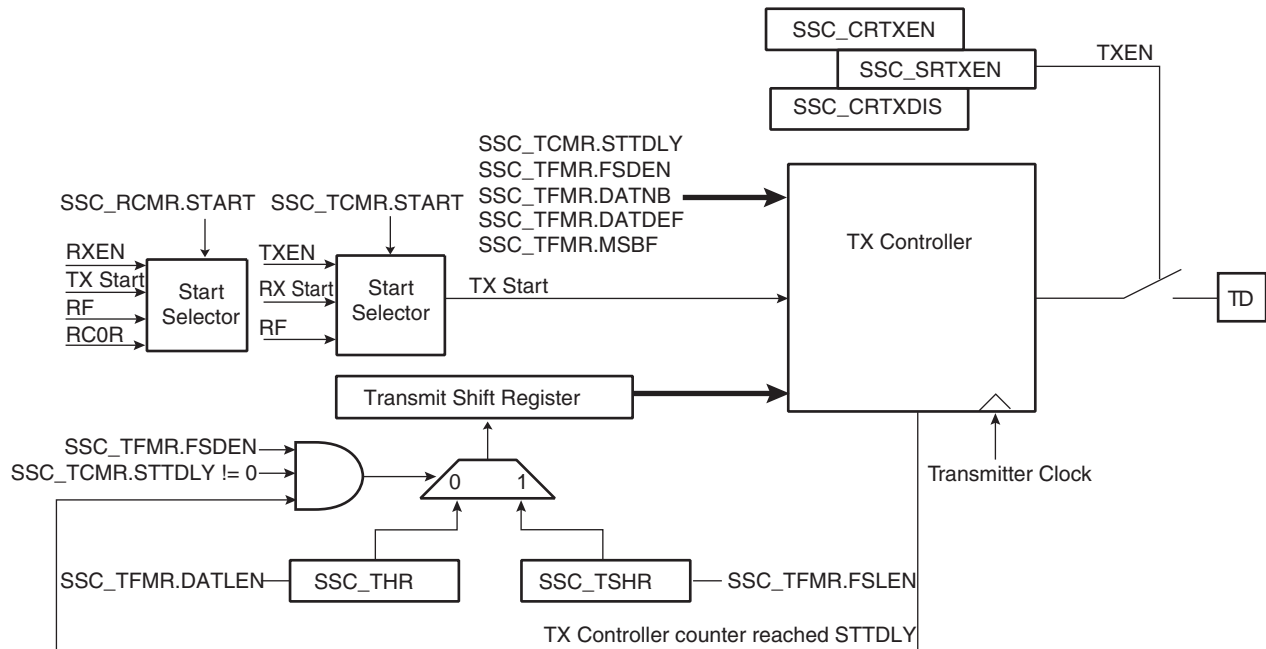 SSC_CRTXEN
SSC_SRTXEN
TXEN
SSC_CRTXDIS
SSC_TCMR.STTDLY
SSC_TFMR.FSDEN
SSC_TFMR.DATNB
SSC_TFMR.DATDEF
SSC_TFMR.MSBF
SSC_RCMR.START
SSC_TCMR.START
RXEN
TX Start
RF
RC0R
Start
Selector
TXEN
RX Start
RF
Start
Selector
TX Start
TX Controller
TD
Transmit Shift Register
SSC_TFMR.FSDEN
SSC_TCMR.STTDLY != 0
0
1
Transmitter Clock
SSC_TFMR.DATLEN
SSC_THR
SSC_TSHR
SSC_TFMR.FSLEN
TX Controller counter reached STTDLY